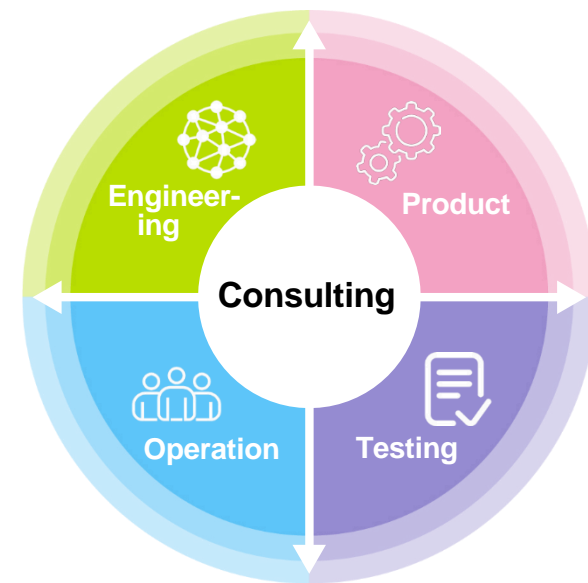 Engineer-
ing
Product
Consulting
Operation
Testing